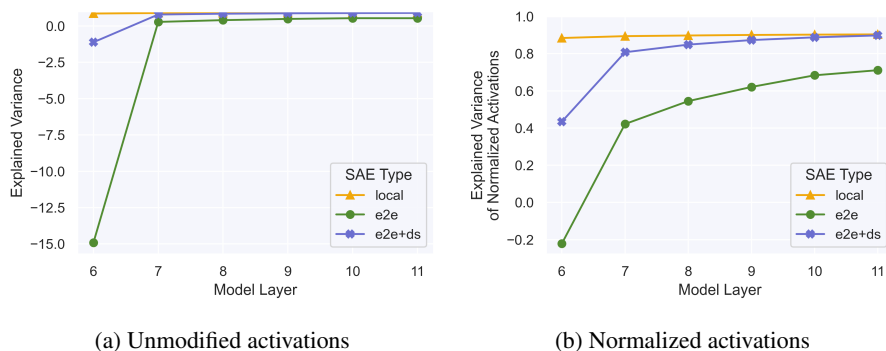 Explained Variance
0.0
−2.5
−5.0
−7.5
−10.0
−12.5
−15.0
6 7 8 9 10 11
Model Layer
SAE Type
local
e2e
e2e+ds
(a) Unmodified activations
Explained Variance
of Normalized Activations
1.0
0.8
0.6
0.4
0.2
0.0
−0.2
6 7 8 9 10 11
Model Layer
SAE Type
local
e2e
e2e+ds
(b) Normalized activations